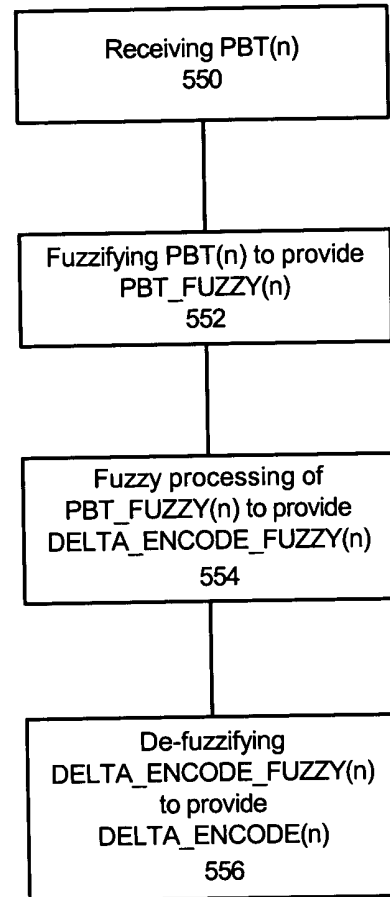 Receiving PBT(n)
550
Fuzzifying PBT(n) to provide
PBT_FUZZY(n)
552
Fuzzy processing of
PBT_FUZZY(n) to provide
DELTA_ENCODE_FUZZY(n)
554
De-fuzzifying
DELTA_ENCODE_FUZZY(n)
to provide
DELTA_ENCODE(n)
556